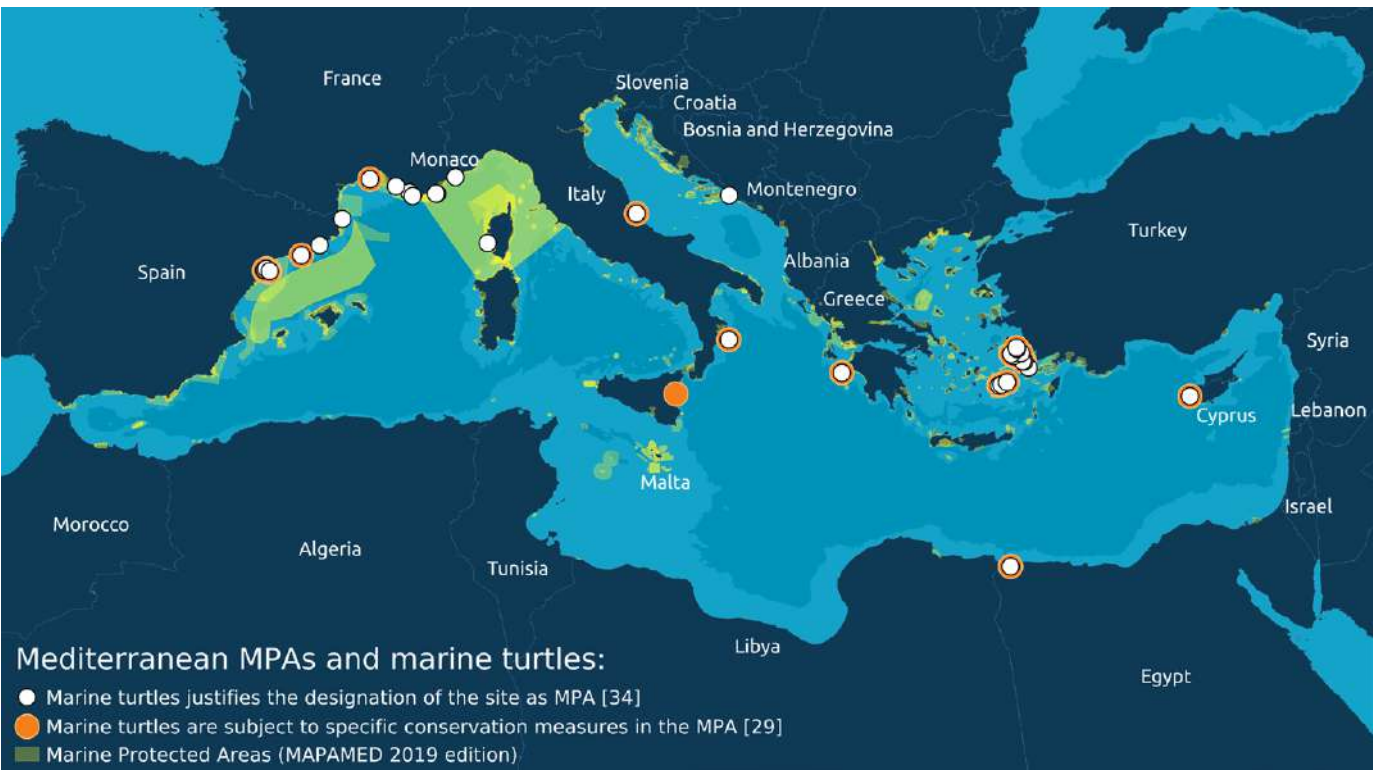 France
Slovenia
Croatia
Bosnia and Herzegovina
Monaco
Italy
Montenegro
Turkey
Spain
Albania
Greece
Syria
Cyprus
Lebanon
Malta
Israel
Morocco
Algeria
Tunisia
Libya
Egypt
Mediterranean MPAs and marine turtles:
Marine turtles justifies the designation of the site as MPA [34]
Marine turtles are subject to specific conservation measures in the MPA [29]
Marine Protected Areas (MAPAMED 2019 edition)